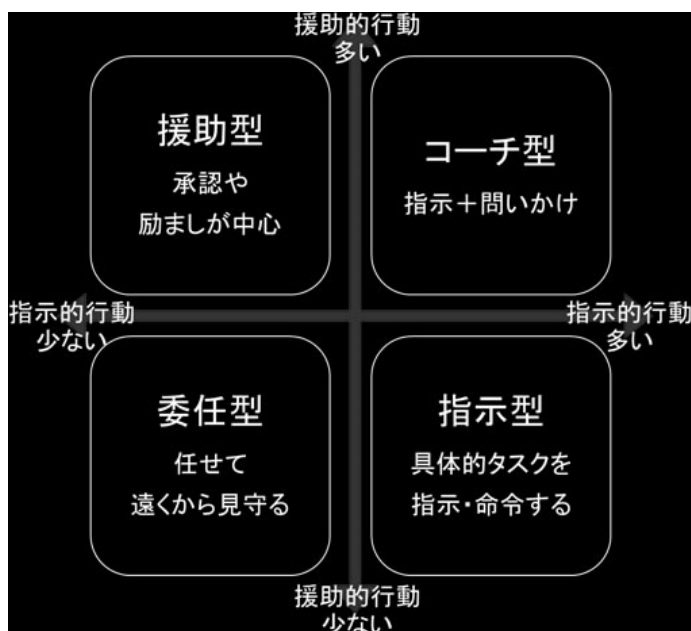 援助的行動
多い
援助型
承認や
励ましが中心
コーチ型
指示＋問いかけ
指示的行動
少ない
指示的行動
多い
委任型
任せて
遠くから見守る
指示型
具体的タスクを
指示・命令する
援助的行動
少ない